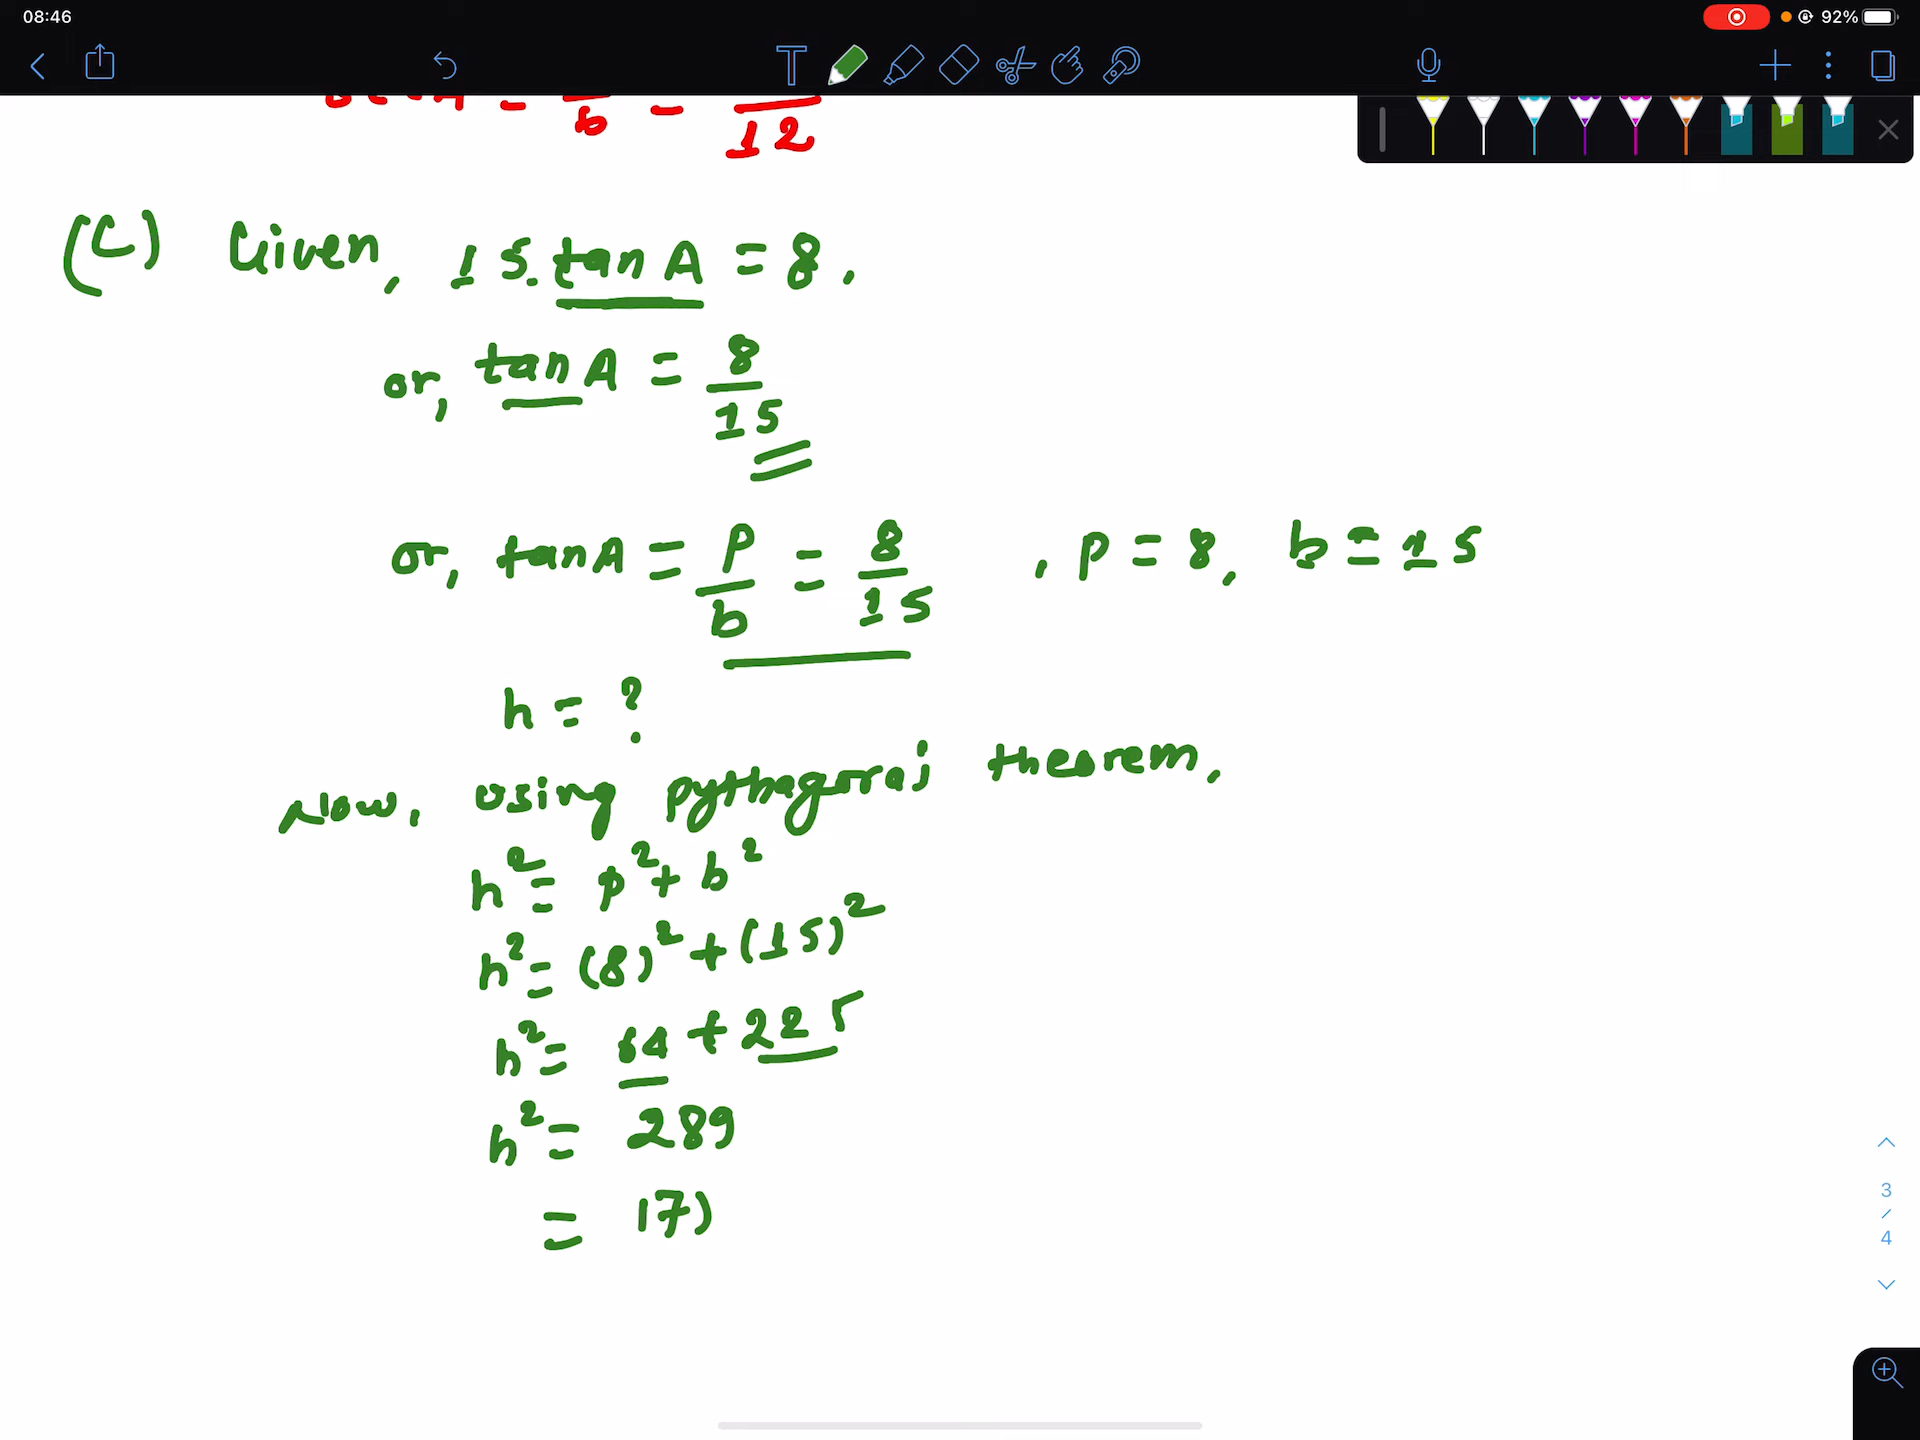 08:46
92%
= b = 12
(C) Given, 15.tan A = 8,
or, tan A = 8/15
or, tan A = p/b = 8/15 , p = 8, b = 15
h = ?
Now, using pythagoras theorem,
h² = p² + b²
h² = (8)² + (15)²
h² = 64 + 225
h² = 289
= 17)
3 / 4